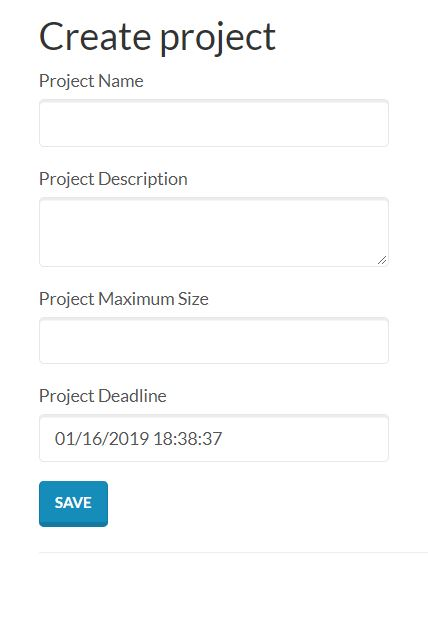 Create project
Project Name
Project Description
Project Maximum Size
Project Deadline
01/16/2019 18:38:37
SAVE